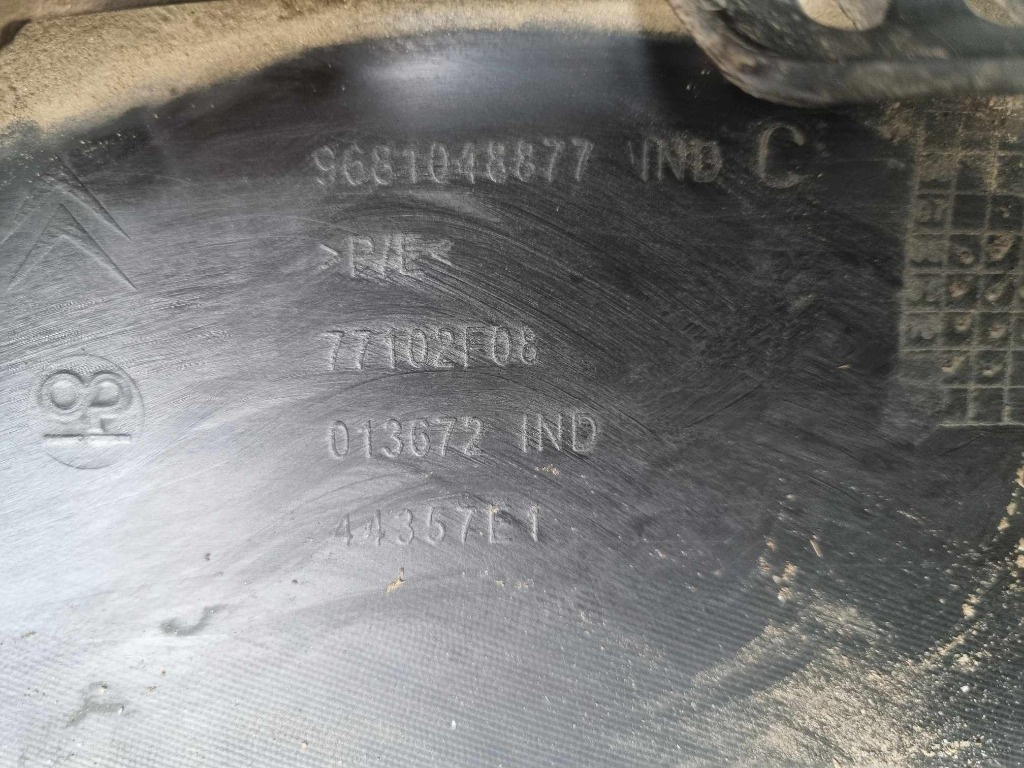 9681048877 IND C
>P/E<
77102F08
013672 IND
44357E1